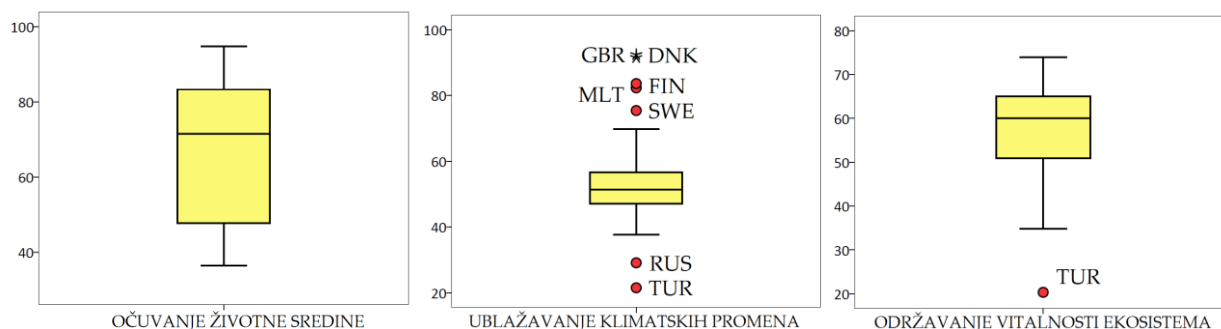 100
80
60
40
OČUVANJE ŽIVOTNE SREDINE
100
80
60
40
20
GBR DNK
FIN
MLT
SWE
RUS
TUR
UBLAŽAVANJE KLIMATSKIH PROMENA
80
70
60
50
40
30
20
TUR
ODRŽAVANJE VITALNOSTI EKOSISTEMA